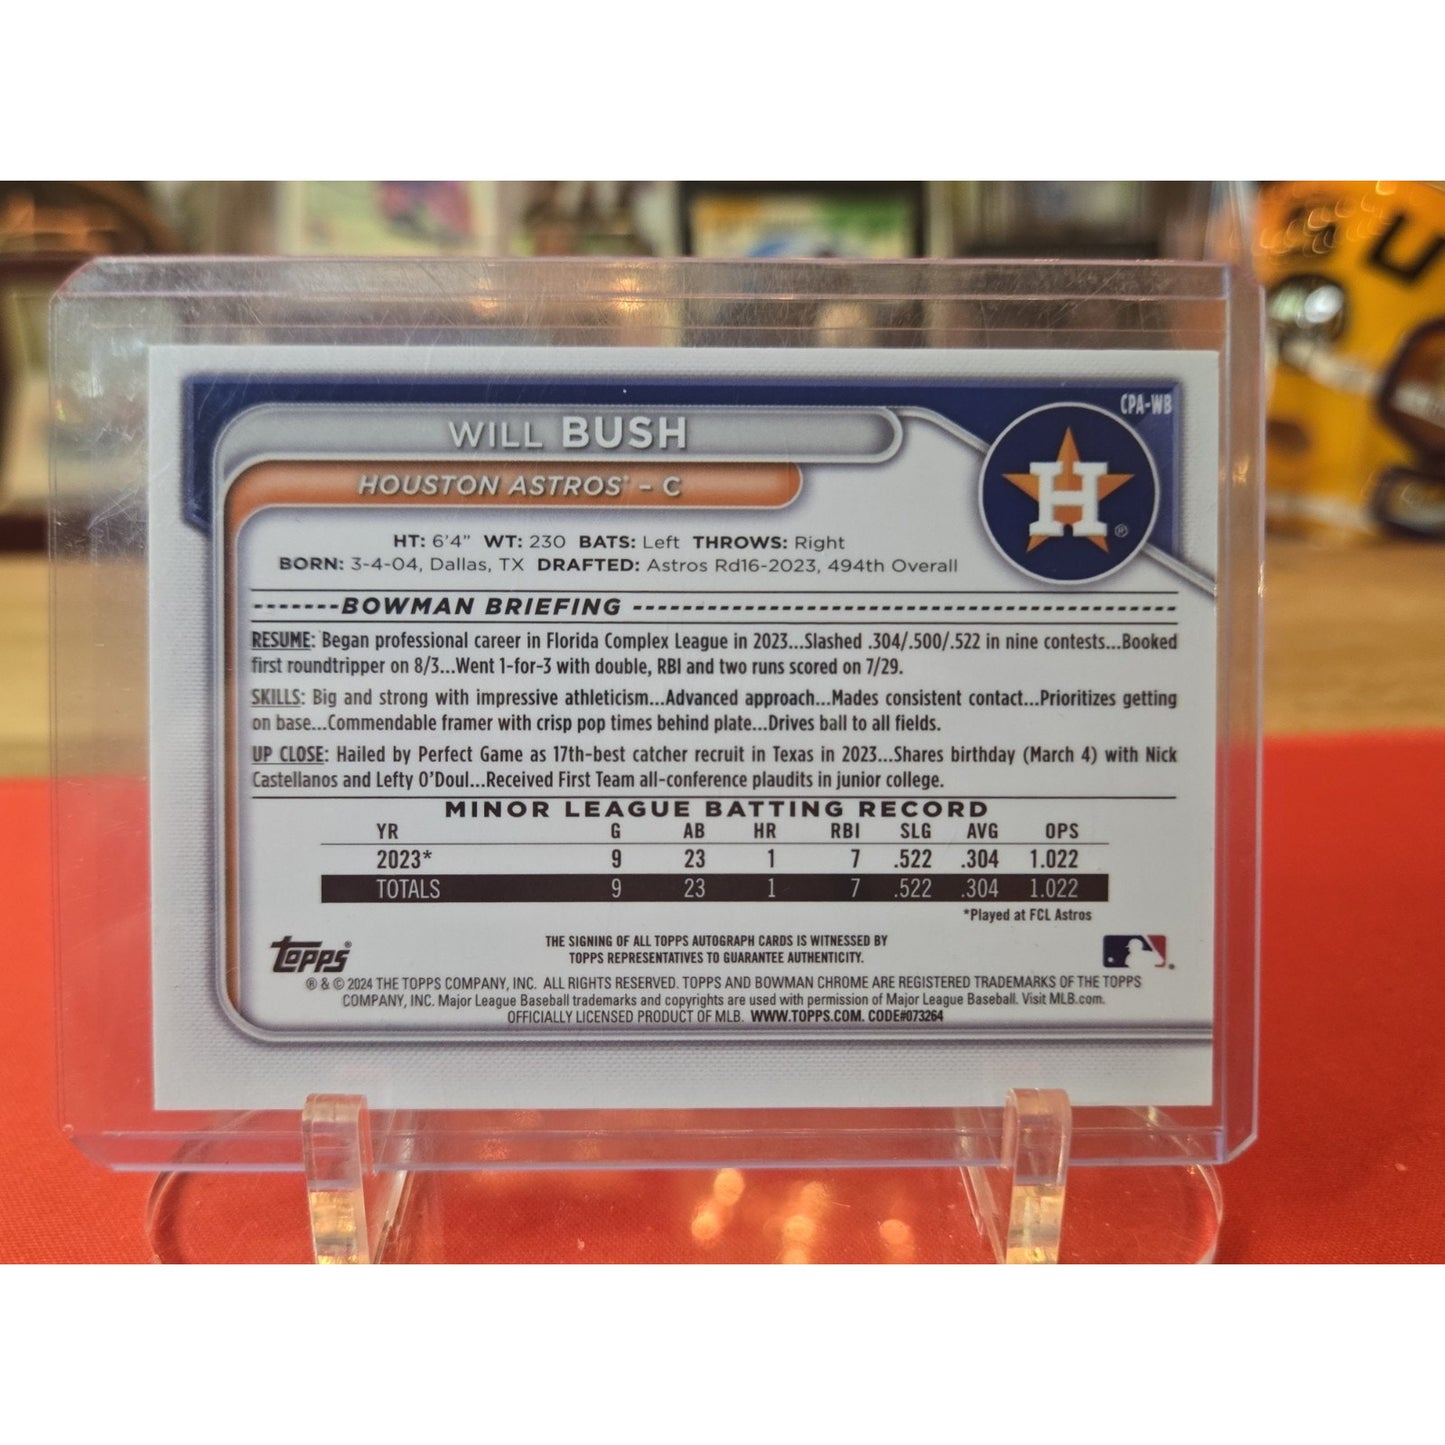 CPA-WB
WILL BUSH
HOUSTON ASTROS® – C
H ®
HT: 6'4" WT: 230 BATS: Left THROWS: Right
BORN: 3-4-04, Dallas, TX DRAFTED: Astros Rd16-2023, 494th Overall
BOWMAN BRIEFING
RESUME: Began professional career in Florida Complex League in 2023...Slashed .304/.500/.522 in nine contests...Booked
first roundtripper on 8/3...Went 1-for-3 with double, RBI and two runs scored on 7/29.
SKILLS: Big and strong with impressive athleticism...Advanced approach...Mades consistent contact...Prioritizes getting
on base...Commendable framer with crisp pop times behind plate...Drives ball to all fields.
UP CLOSE: Hailed by Perfect Game as 17th-best catcher recruit in Texas in 2023...Shares birthday (March 4) with Nick
Castellanos and Lefty O'Doul...Received First Team all-conference plaudits in junior college.
MINOR LEAGUE BATTING RECORD
YR G AB HR RBI SLG AVG OPS
2023* 9 23 1 7 .522 .304 1.022
TOTALS 9 23 1 7 .522 .304 1.022
*Played at FCL Astros
Topps®
THE SIGNING OF ALL TOPPS AUTOGRAPH CARDS IS WITNESSED BY
TOPPS REPRESENTATIVES TO GUARANTEE AUTHENTICITY.
® & © 2024 THE TOPPS COMPANY, INC. ALL RIGHTS RESERVED. TOPPS AND BOWMAN CHROME ARE REGISTERED TRADEMARKS OF THE TOPPS
COMPANY, INC. Major League Baseball trademarks and copyrights are used with permission of Major League Baseball. Visit MLB.com.
OFFICIALLY LICENSED PRODUCT OF MLB. WWW.TOPPS.COM. CODE#073264